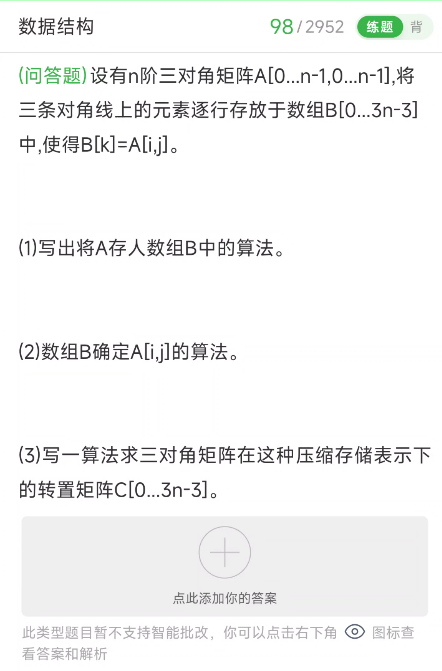 数据结构 98/2952 练题 背
(问答题)设有n阶三对角矩阵A[0...n-1,0...n-1],将
三条对角线上的元素逐行存放于数组B[0...3n-3]
中,使得B[k]=A[i,j]。
(1)写出将A存人数组B中的算法。
(2)数组B确定A[i,j]的算法。
(3)写一算法求三对角矩阵在这种压缩存储表示下
的转置矩阵C[0...3n-3]。
点此添加你的答案
此类型题目暂不支持智能批改，你可以点击右下角 图标查
看答案和解析